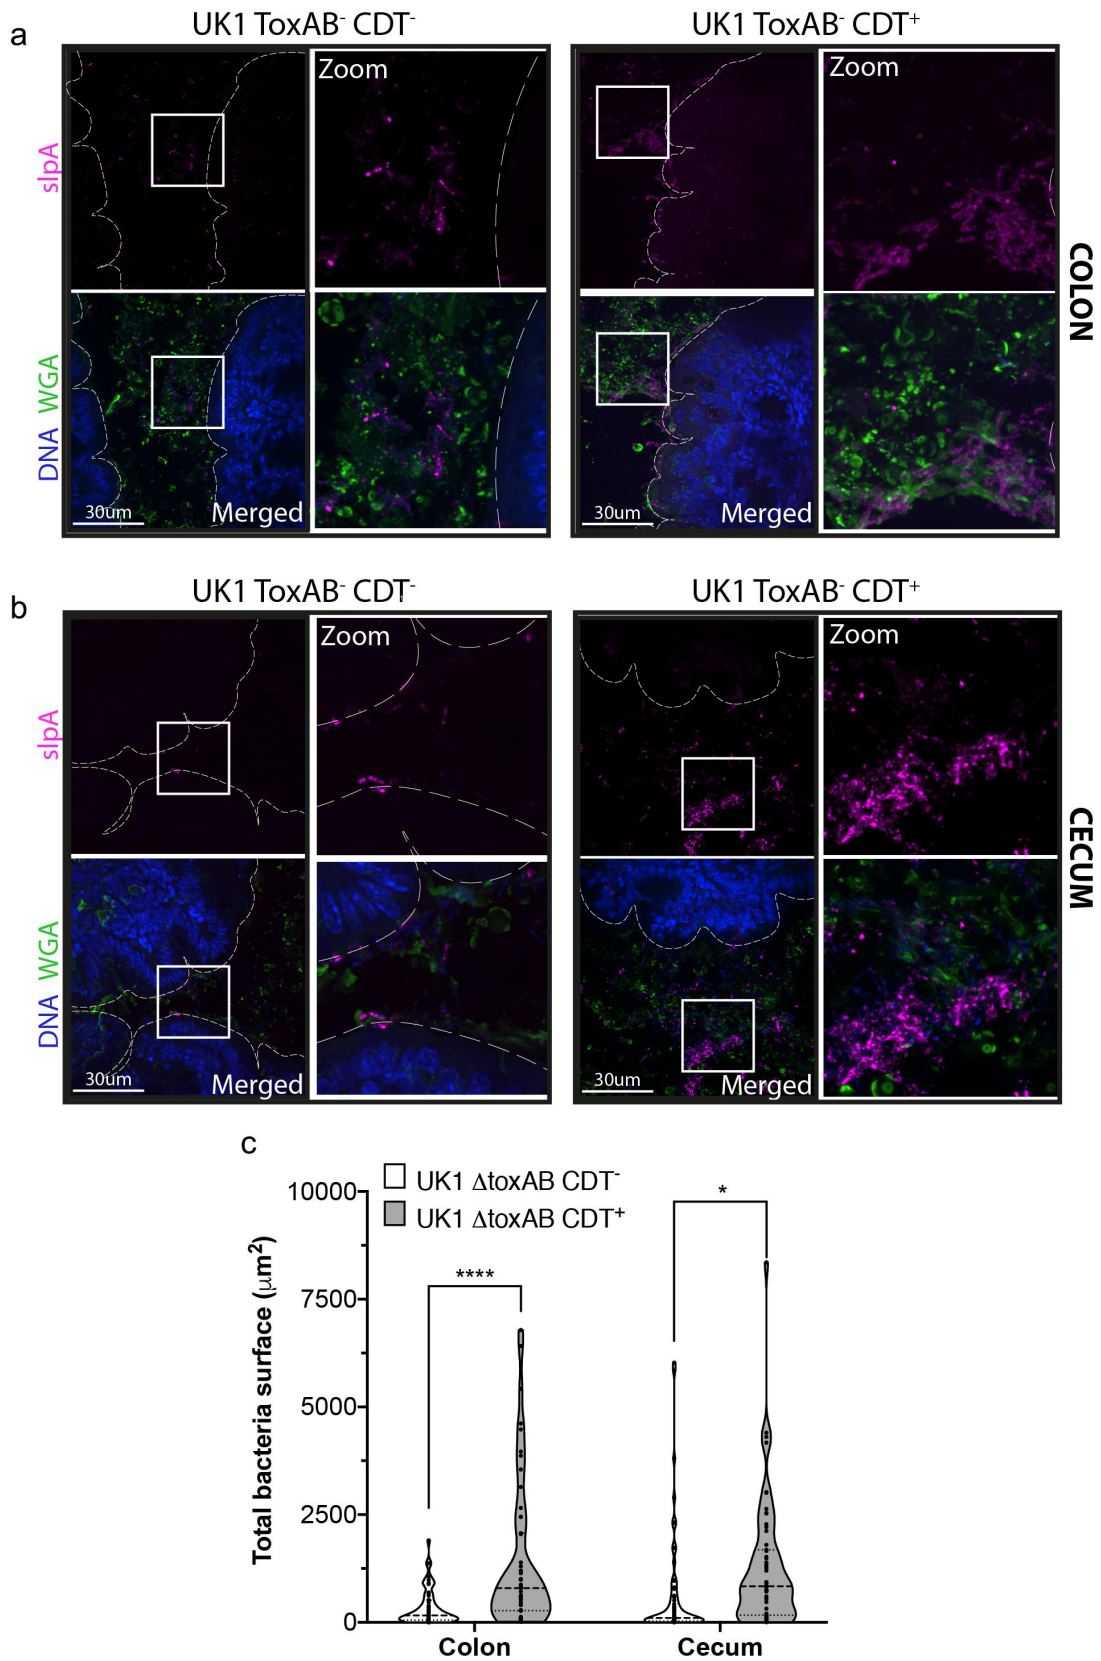 a
UK1 ToxAB⁻ CDT⁻
UK1 ToxAB⁻ CDT⁺
Zoom
Zoom
slpA
COLON
DNA WGA
30um
Merged
30um
Merged
b
UK1 ToxAB⁻ CDT⁻
UK1 ToxAB⁻ CDT⁺
Zoom
Zoom
slpA
CECUM
DNA WGA
30um
Merged
30um
Merged
c
UK1 ΔtoxAB CDT⁻
UK1 ΔtoxAB CDT⁺
Total bacteria surface (μm²)
10000
7500
5000
2500
0
****
*
Colon
Cecum